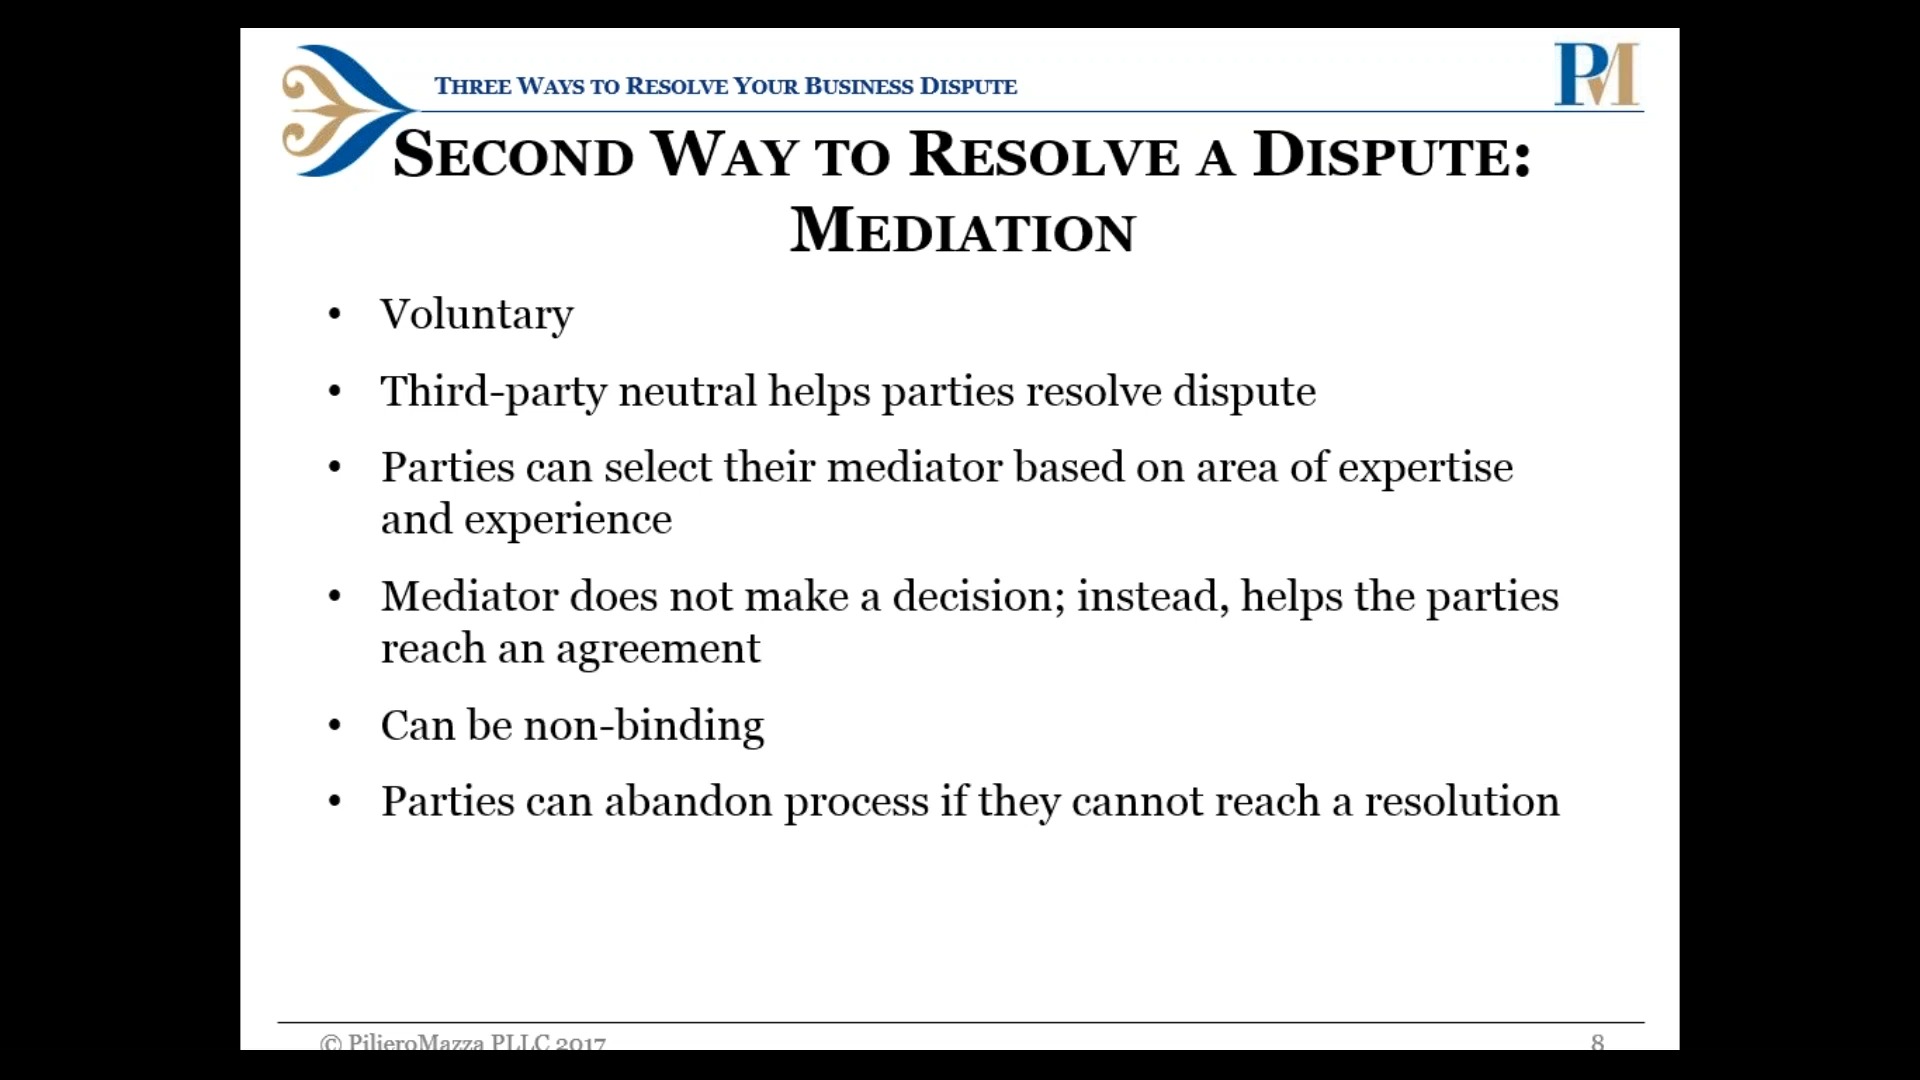 THREE WAYS TO RESOLVE YOUR BUSINESS DISPUTE
PM
SECOND WAY TO RESOLVE A DISPUTE:
MEDIATION
• Voluntary
• Third-party neutral helps parties resolve dispute
• Parties can select their mediator based on area of expertise
and experience
• Mediator does not make a decision; instead, helps the parties
reach an agreement
• Can be non-binding
• Parties can abandon process if they cannot reach a resolution
© PilieroMazza PLLC 2017
8